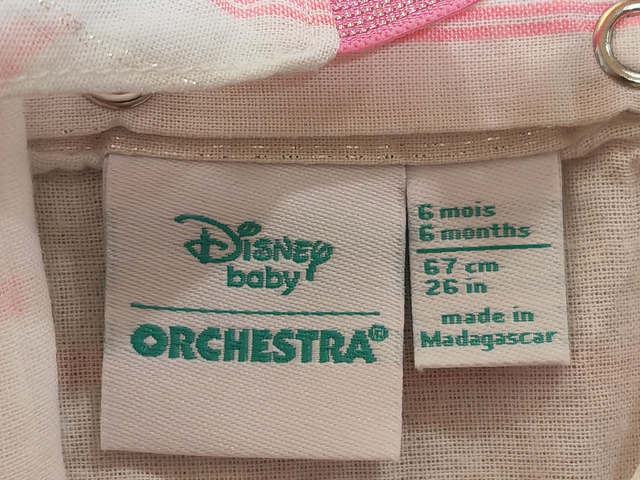 Disney
baby
ORCHESTRA®
6 mois
6 months
67 cm
26 in
made in
Madagascar